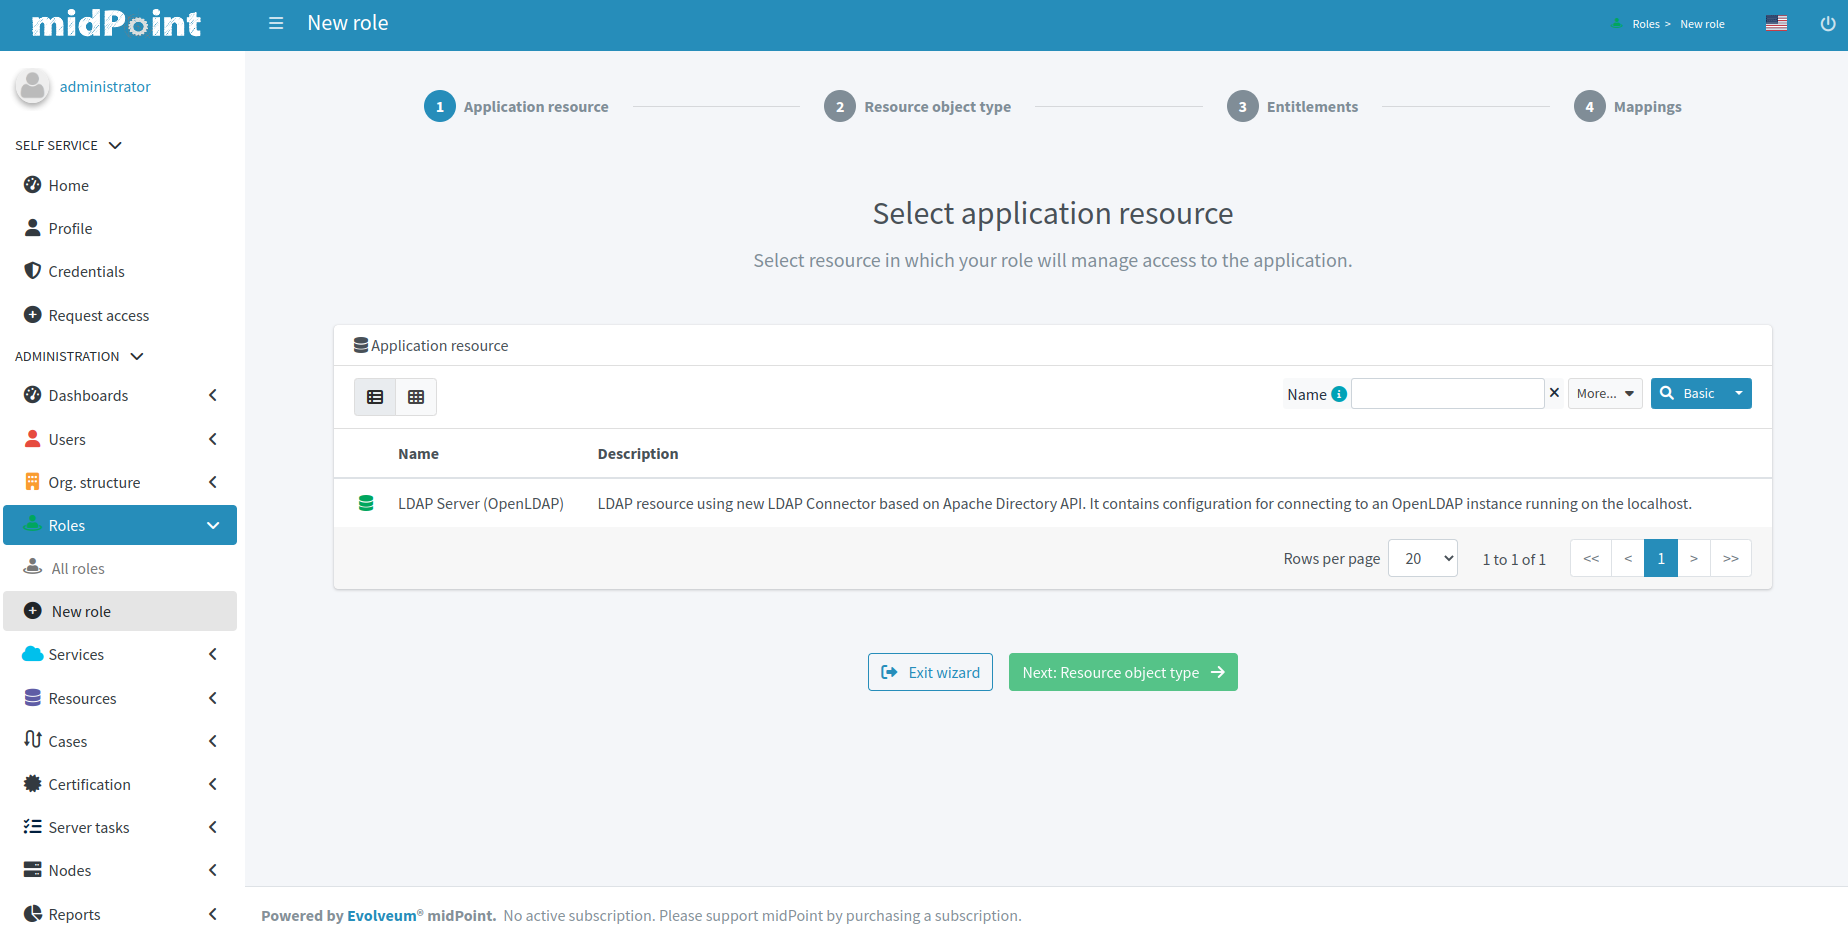 midPoint
New role
Roles > New role
administrator
SELF SERVICE
Home
Profile
Credentials
Request access
ADMINISTRATION
Dashboards
Users
Org. structure
Roles
All roles
New role
Services
Resources
Cases
Certification
Server tasks
Nodes
Reports
1 Application resource
2 Resource object type
3 Entitlements
4 Mappings
Select application resource
Select resource in which your role will manage access to the application.
Application resource
Name i × More... Basic
Name Description
LDAP Server (OpenLDAP) LDAP resource using new LDAP Connector based on Apache Directory API. It contains configuration for connecting to an OpenLDAP instance running on the localhost.
Rows per page 20 1 to 1 of 1 << < 1 > >>
Exit wizard Next: Resource object type
Powered by Evolveum® midPoint. No active subscription. Please support midPoint by purchasing a subscription.